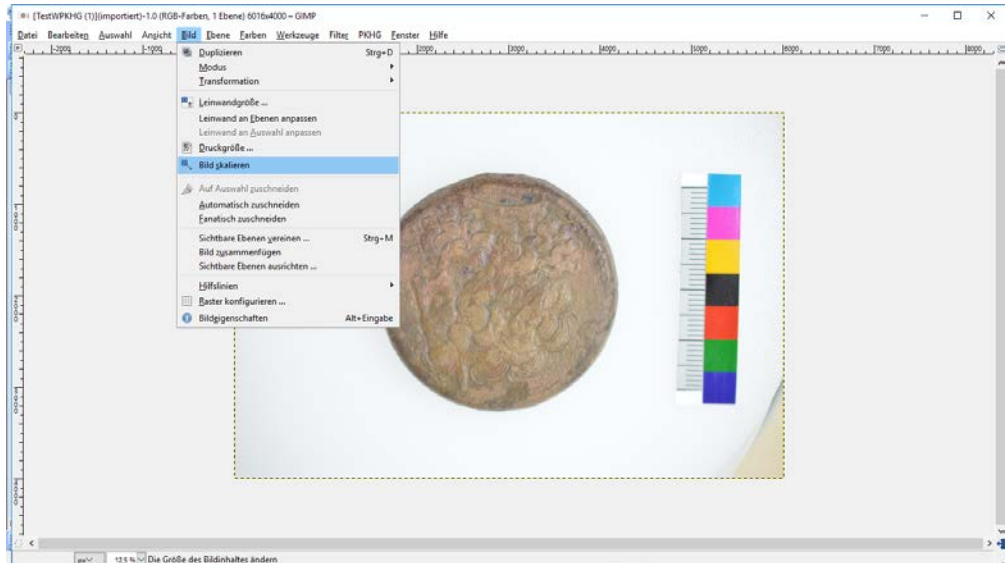 [TestWPKHG (1)](importiert)-1.0 (RGB-Farben, 1 Ebene) 6016x4000 – GIMP
Datei Bearbeiten Auswahl Ansicht Bild Ebene Farben Werkzeuge Filter PKHG Fenster Hilfe
Duplizieren Strg+D
Modus
Transformation
Leinwandgröße ...
Leinwand an Ebenen anpassen
Leinwand an Auswahl anpassen
Druckgröße ...
Bild skalieren
Auf Auswahl zuschneiden
Automatisch zuschneiden
Fanatisch zuschneiden
Sichtbare Ebenen vereinen ... Strg+M
Bild zusammenfügen
Sichtbare Ebenen ausrichten ...
Hilfslinien
Raster konfigurieren ...
Bildeigenschaften Alt+Eingabe
px 12,5 % Die Größe des Bildinhaltes ändern